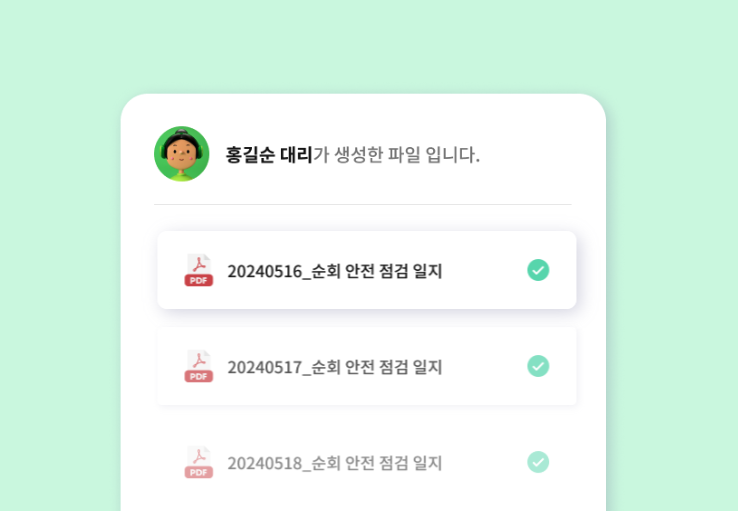 홍길순 대리가 생성한 파일 입니다.
PDF
20240516_순회 안전 점검 일지
PDF
20240517_순회 안전 점검 일지
PDF
20240518_순회 안전 점검 일지